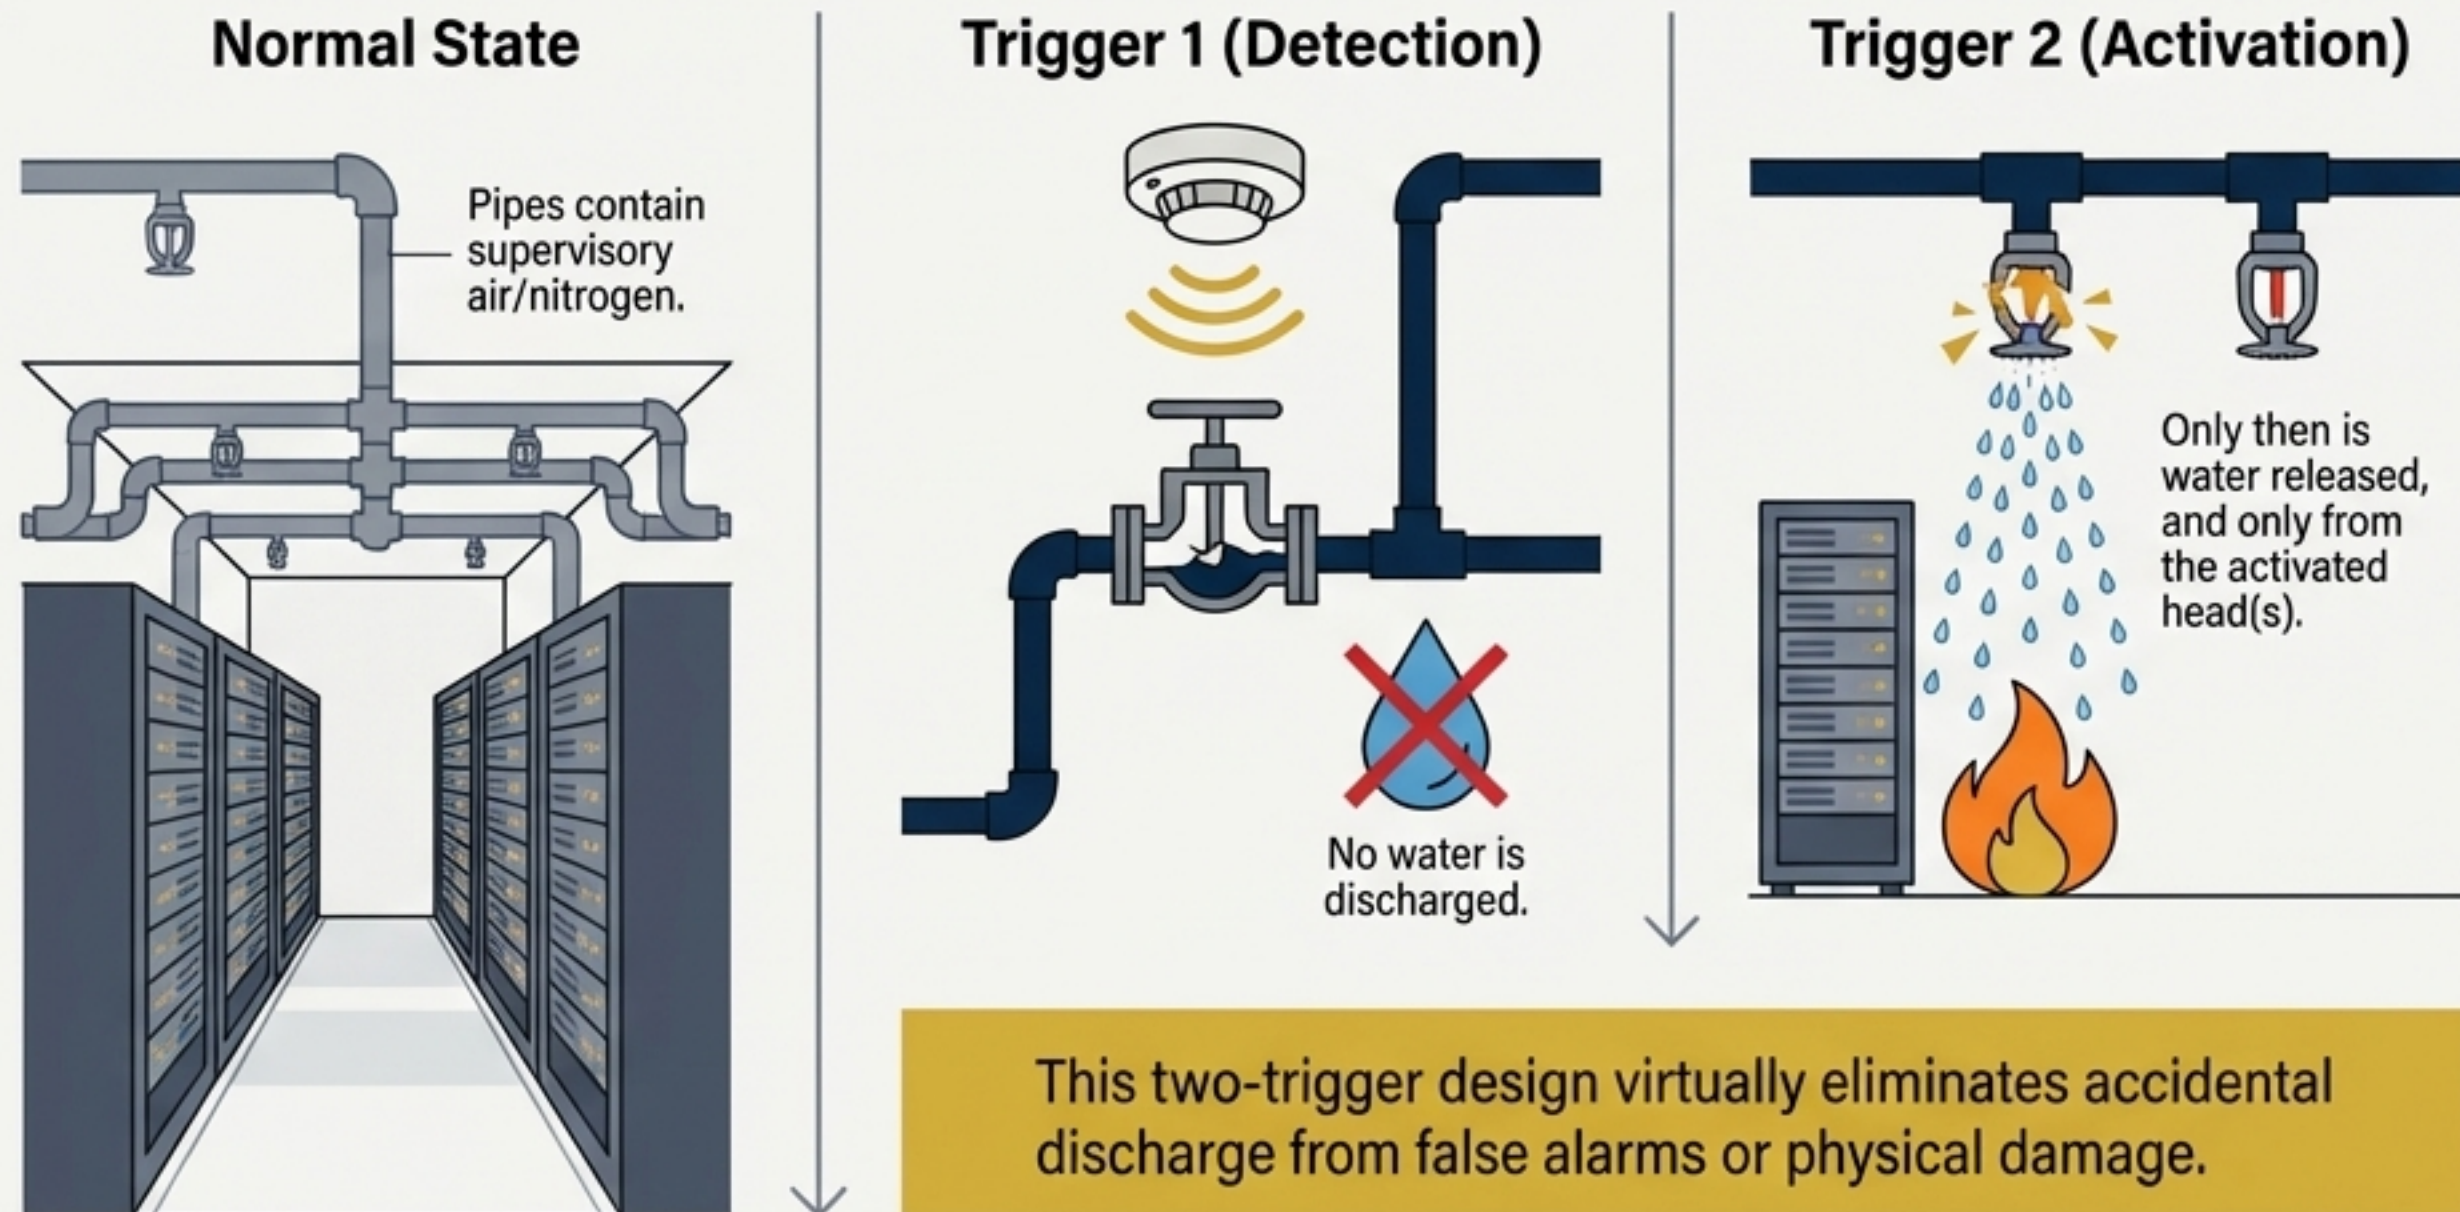 Normal State
Pipes contain
supervisory
air/nitrogen.
Trigger 1 (Detection)
No water is
discharged.
Trigger 2 (Activation)
Only then is
water released,
and only from
the activated
head(s).
This two-trigger design virtually eliminates accidental
discharge from false alarms or physical damage.